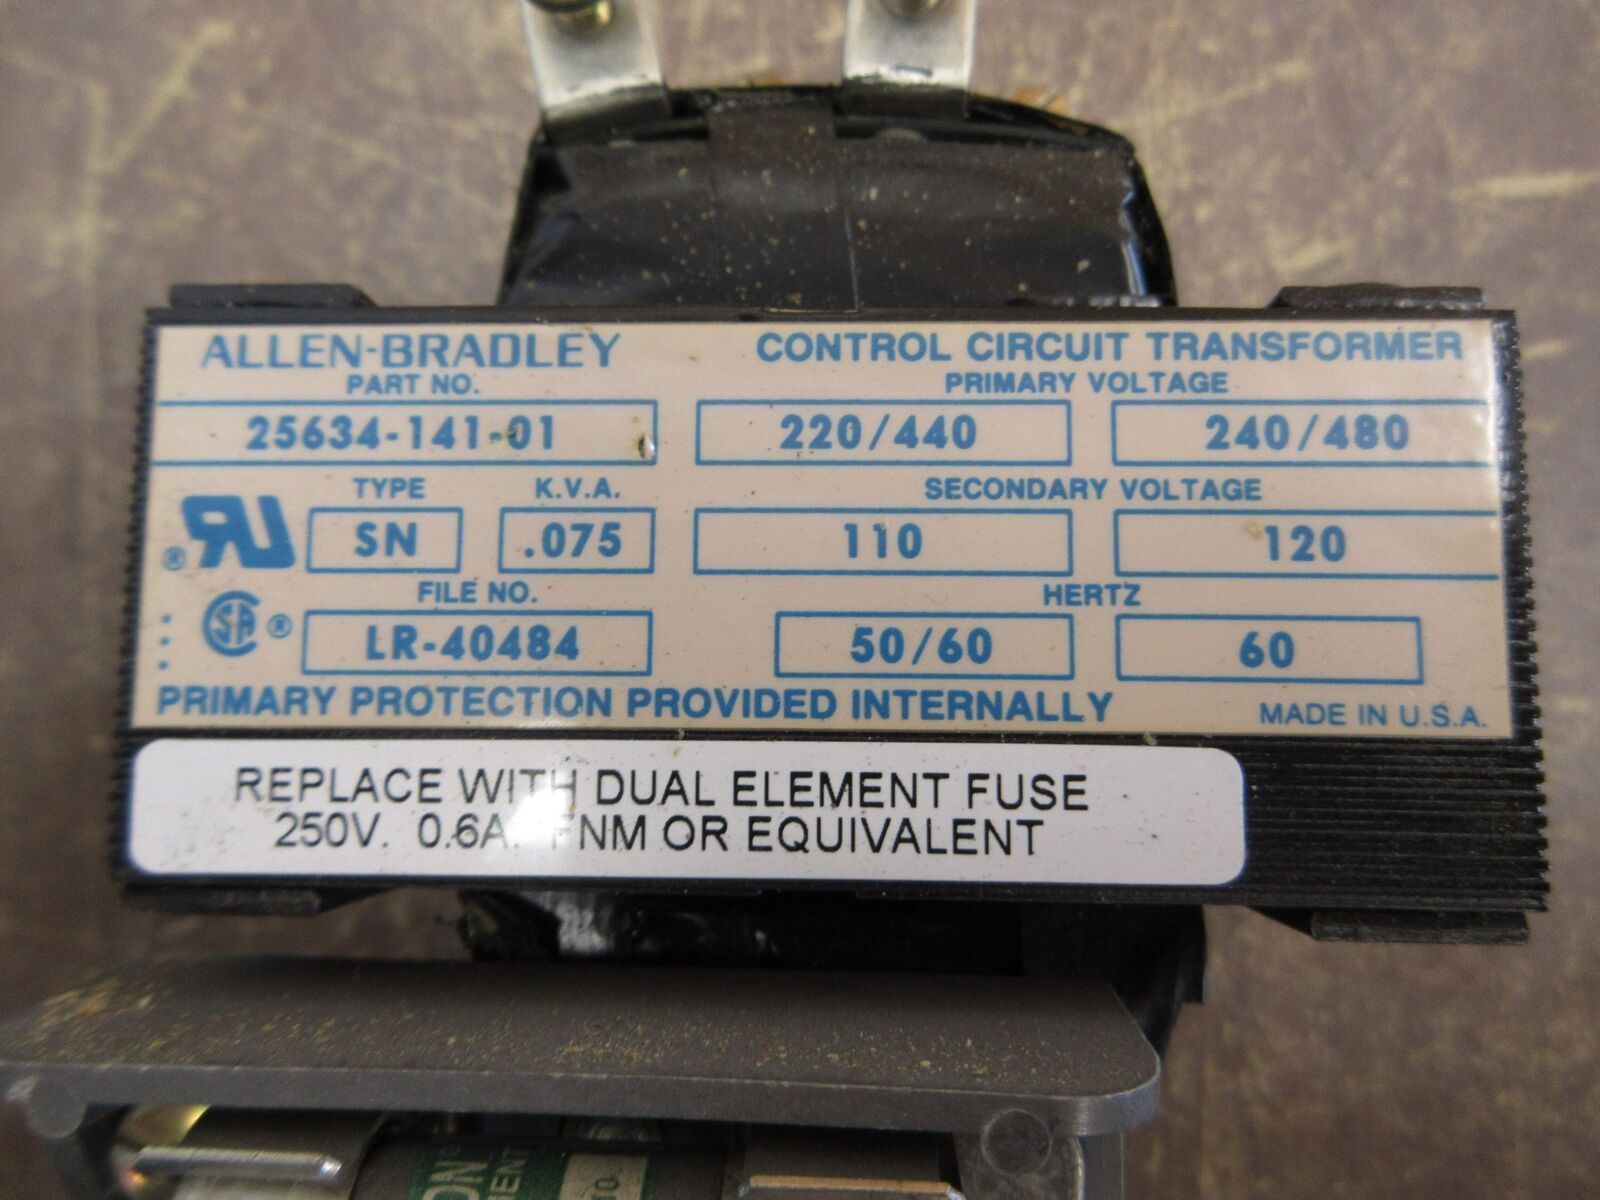 ALLEN-BRADLEY CONTROL CIRCUIT TRANSFORMER
PART NO. PRIMARY VOLTAGE
25634-141-01 220/440 240/480
TYPE K.V.A. SECONDARY VOLTAGE
SN .075 110 120
FILE NO. HERTZ
LR-40484 50/60 60
PRIMARY PROTECTION PROVIDED INTERNALLY MADE IN U.S.A.
REPLACE WITH DUAL ELEMENT FUSE
250V. 0.6A. FNM OR EQUIVALENT